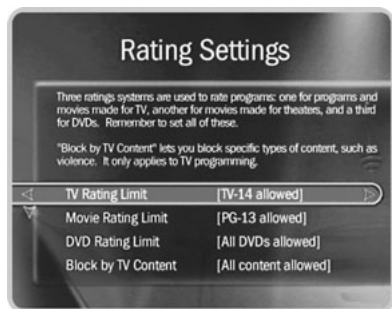 Rating Settings
Three ratings systems are used to rate programs: one for programs and
movies made for TV, another for movies made for theaters, and a third
for DVDs. Remember to set all of these.
"Block by TV Content" lets you block specific types of content, such as
violence. It only applies to TV programming.
TV Rating Limit [TV-14 allowed]
Movie Rating Limit [PG-13 allowed]
DVD Rating Limit [All DVDs allowed]
Block by TV Content [All content allowed]